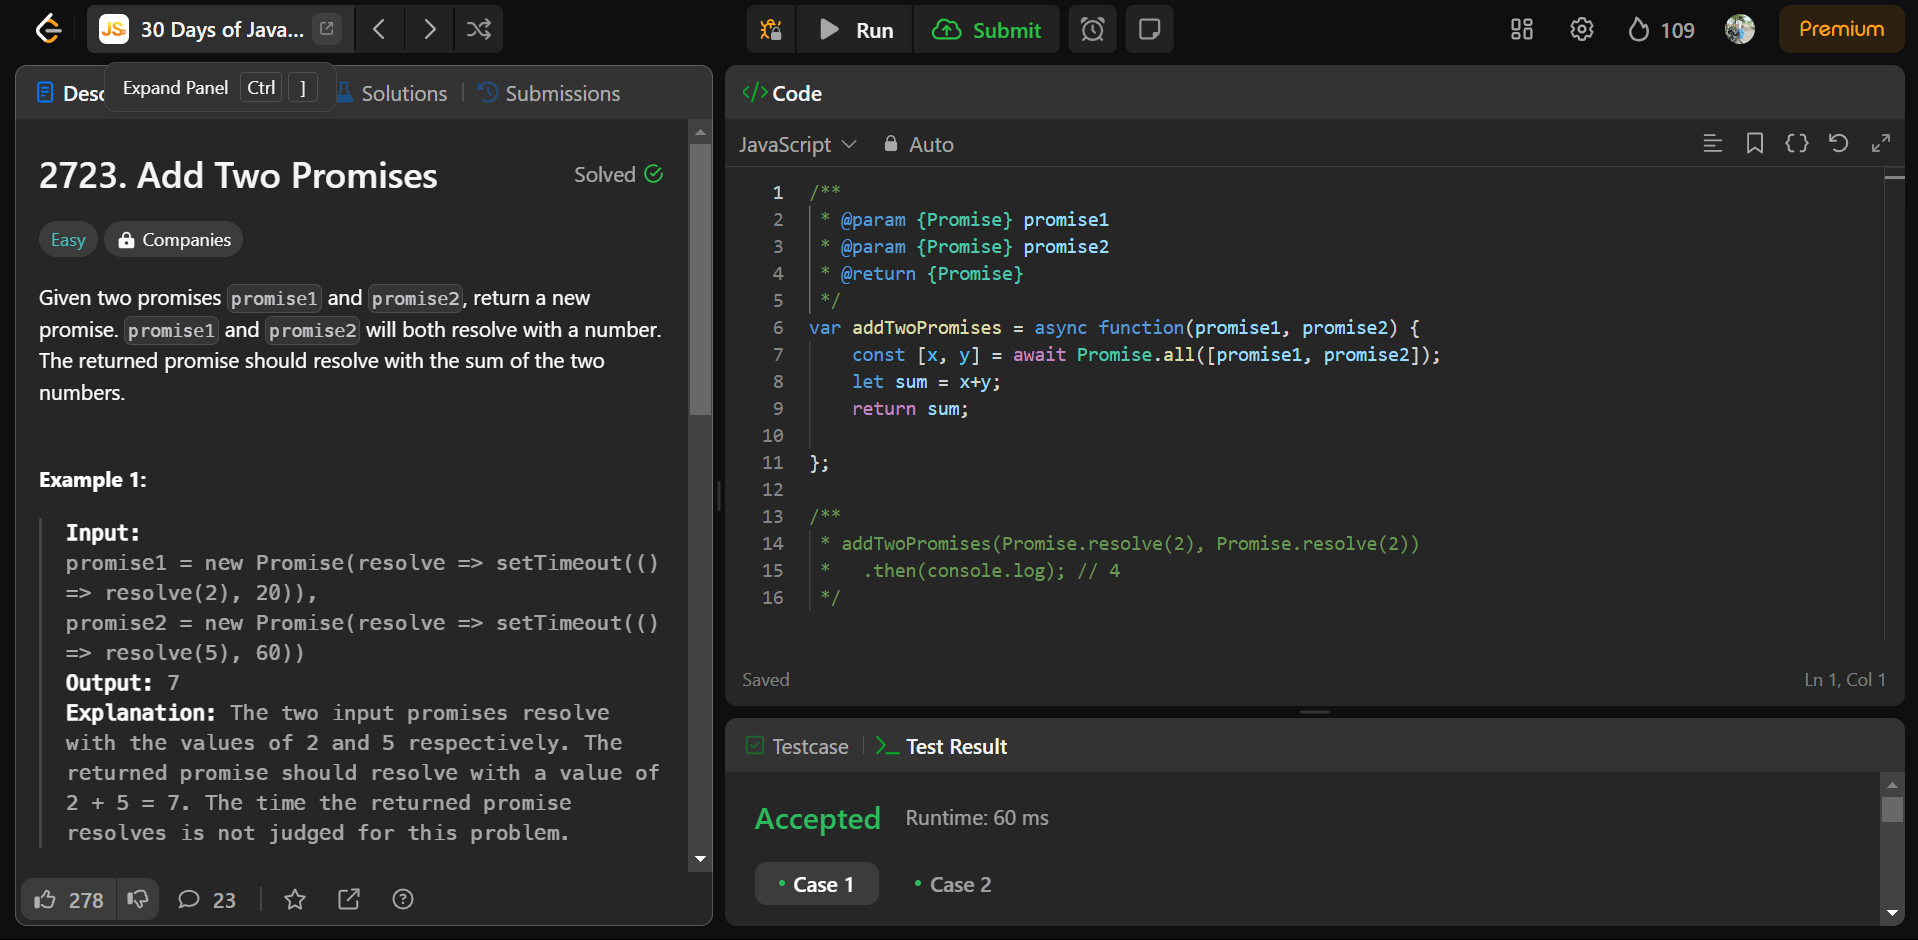 JS 30 Days of Java...
Run
Submit
109
Premium
Desc
Expand Panel Ctrl ]
Solutions
Submissions
2723. Add Two Promises
Solved
Easy
Companies
Given two promises promise1 and promise2, return a new
promise. promise1 and promise2 will both resolve with a number.
The returned promise should resolve with the sum of the two
numbers.
Example 1:
Input:
promise1 = new Promise(resolve => setTimeout(()
=> resolve(2), 20)),
promise2 = new Promise(resolve => setTimeout(()
=> resolve(5), 60))
Output: 7
Explanation: The two input promises resolve
with the values of 2 and 5 respectively. The
returned promise should resolve with a value of
2 + 5 = 7. The time the returned promise
resolves is not judged for this problem.
278
23
</> Code
JavaScript
Auto
1 /**
2 * @param {Promise} promise1
3 * @param {Promise} promise2
4 * @return {Promise}
5 */
6 var addTwoPromises = async function(promise1, promise2) {
7 const [x, y] = await Promise.all([promise1, promise2]);
8 let sum = x+y;
9 return sum;
10
11 };
12
13 /**
14 * addTwoPromises(Promise.resolve(2), Promise.resolve(2))
15 * .then(console.log); // 4
16 */
Saved
Ln 1, Col 1
Testcase
Test Result
Accepted
Runtime: 60 ms
Case 1
Case 2